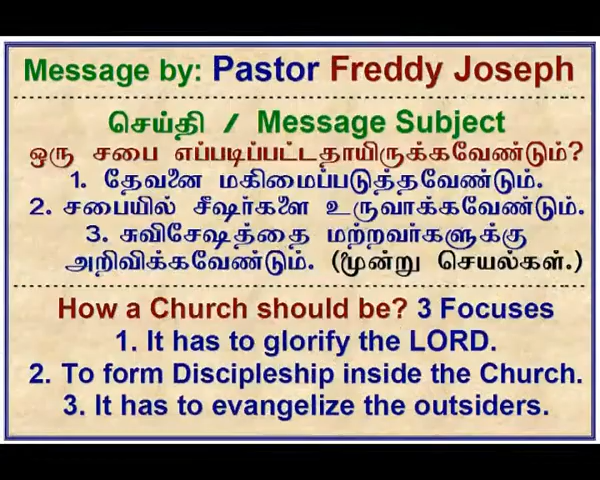 Message by: Pastor Freddy Joseph
செய்தி / Message Subject
ஒரு சபை எப்படிப்பட்டதாயிருக்கவேண்டும்?
1. தேவனை மகிமைப்படுத்தவேண்டும்.
2. சபையில் சீஷர்களை உருவாக்கவேண்டும்.
3. சுவிசேஷத்தை மற்றவர்களுக்கு
அறிவிக்கவேண்டும். (மூன்று செயல்கள்.)
How a Church should be? 3 Focuses
1. It has to glorify the LORD.
2. To form Discipleship inside the Church.
3. It has to evangelize the outsiders.